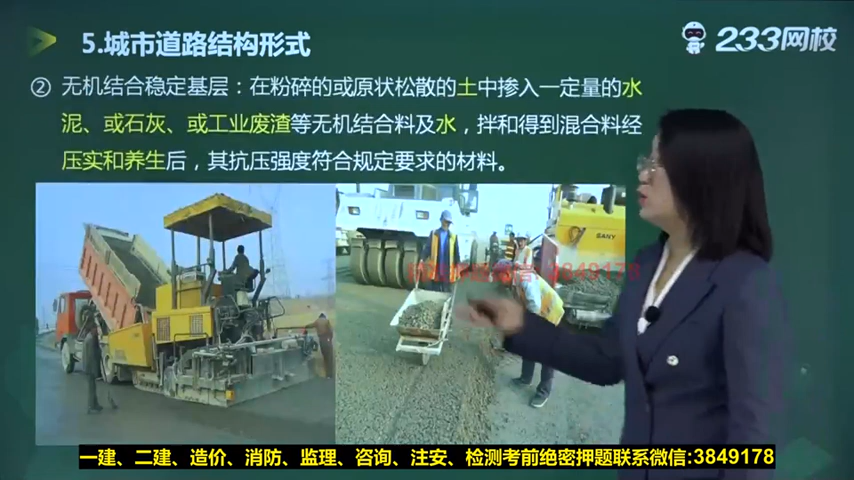 5.城市道路结构形式
233网校
② 无机结合稳定基层：在粉碎的或原状松散的土中掺入一定量的水
泥、或石灰、或工业废渣等无机结合料及水，拌和得到混合料经
压实和养生后，其抗压强度符合规定要求的材料。
SANY
3849178
一建、二建、造价、消防、监理、咨询、注安、检测考前绝密押题联系微信:3849178